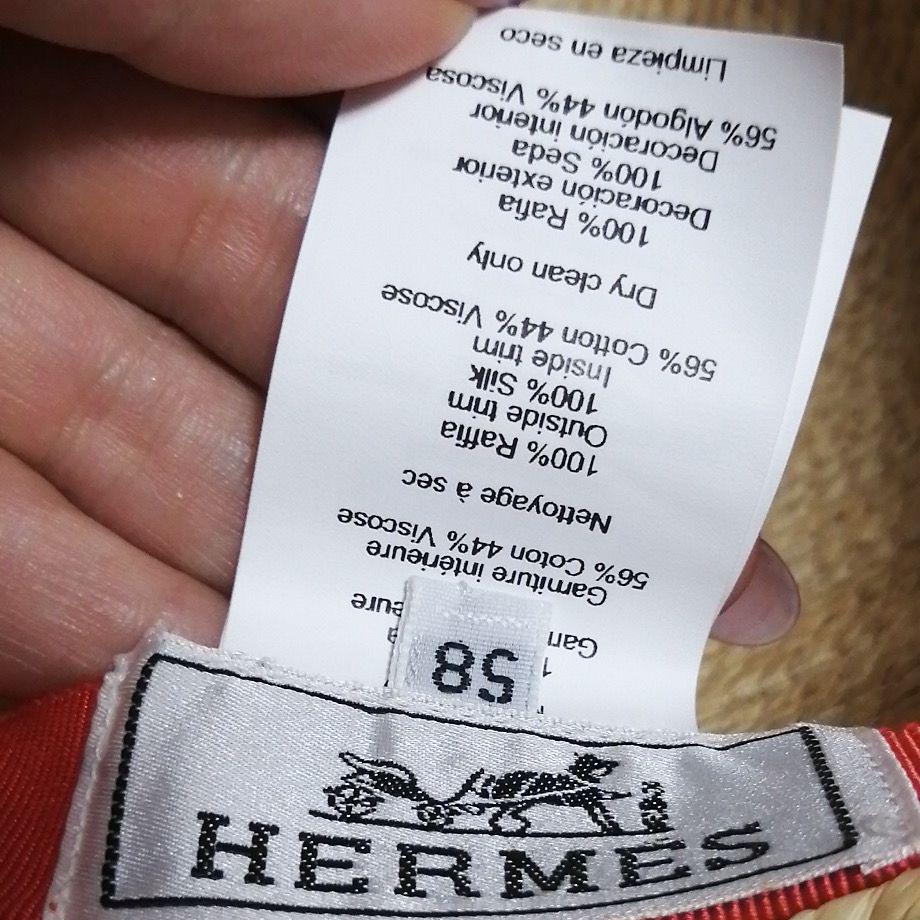 Garniture intérieure
56% Coton 44% Viscose
Nettoyage à sec
100% Raffia
Outside trim
100% Silk
Inside trim
56% Cotton 44% Viscose
Dry clean only
100% Rafia
Decoración exterior
100% Seda
Decoración interior
56% Algodón 44% Viscosa
Limpieza en seco
58
HERMES